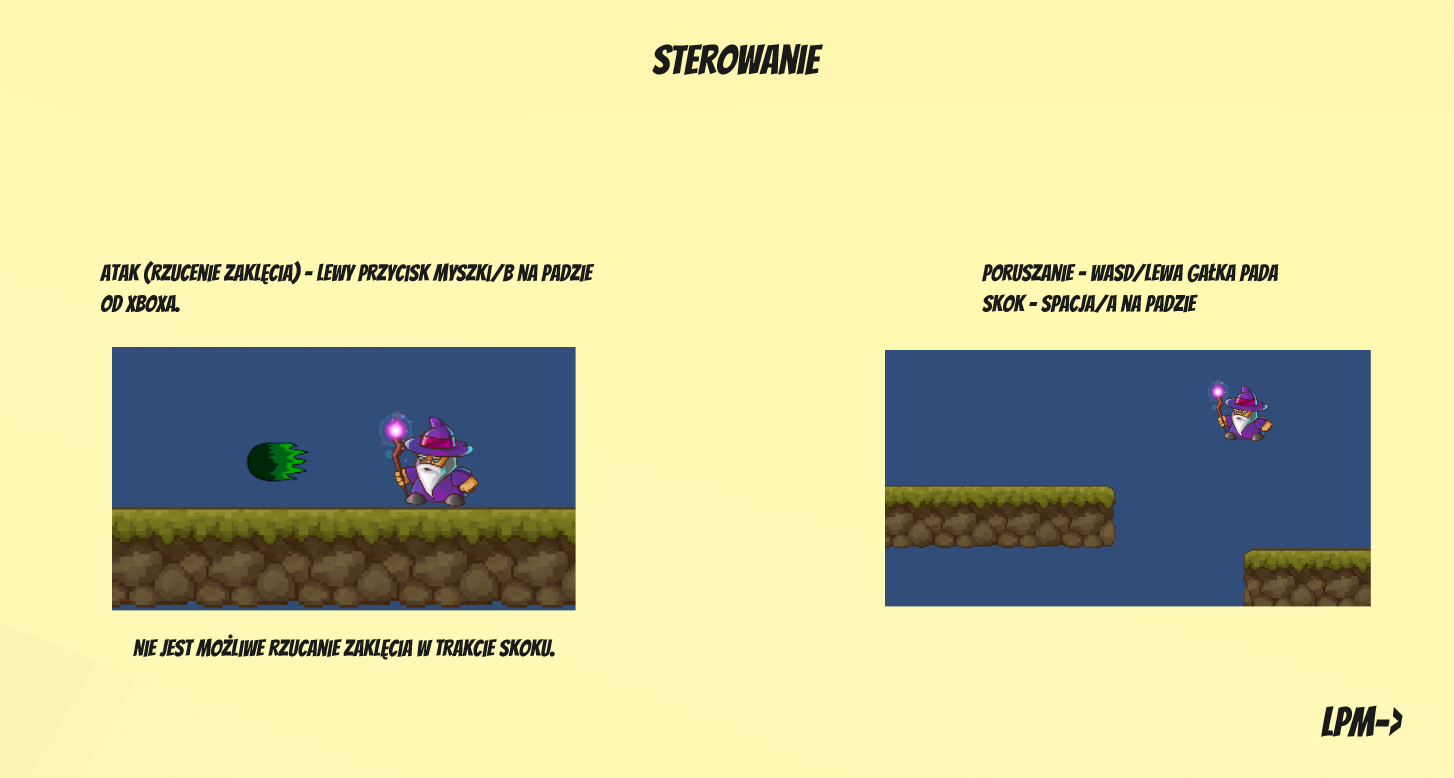 STEROWANIE
ATAK (RZUCENIE ZAKLĘCIA) - LEWY PRZYCISK MYSZKI/B NA PADZIE
OD XBOXA.
PORUSZANIE - WASD/LEWA GAŁKA PADA
SKOK - SPACJA/A NA PADZIE
NIE JEST MOŻLIWE RZUCANIE ZAKLĘCIA W TRAKCIE SKOKU.
LPM->